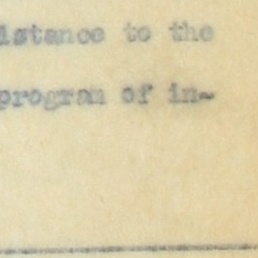 istance to the
program of in-